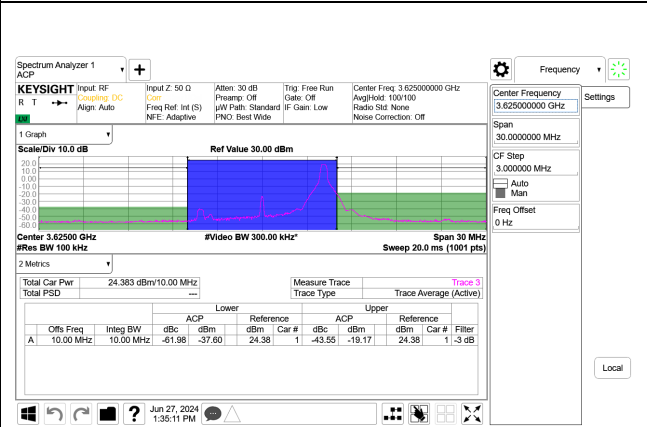 Spectrum Analyzer 1
ACP
Frequency
KEYSIGHT Input: RF Input Z: 50 Ω Atten: 30 dB Trig: Free Run Center Freq: 3.625000000 GHz
R T Coupling: DC Corr Preamp: Off Gate: Off Avg|Hold: 100/100
Align: Auto Freq Ref: Int (S) µW Path: Standard IF Gain: Low Radio Std: None
NFE: Adaptive PNO: Best Wide Noise Correction: Off
Center Frequency
3.625000000 GHz
Settings
Span
30.0000000 MHz
CF Step
3.000000 MHz
Auto
Man
Freq Offset
0 Hz
Local
1 Graph
Scale/Div 10.0 dB Ref Value 30.00 dBm
20.0
10.0
0.00
-10.0
-20.0
-30.0
-40.0
-50.0
-60.0
Center 3.62500 GHz #Video BW 300.00 kHz* Span 30 MHz
#Res BW 100 kHz Sweep 20.0 ms (1001 pts)
2 Metrics
Total Car Pwr 24.383 dBm/10.00 MHz Measure Trace Trace 3
Total PSD --- Trace Type Trace Average (Active)
Lower Upper
ACP Reference ACP Reference
Offs Freq Integ BW dBc dBm dBm Car # dBc dBm dBm Car # Filter
A 10.00 MHz 10.00 MHz -61.98 -37.60 24.38 1 -43.55 -19.17 24.38 1 -3 dB
Jun 27, 2024
1:35:11 PM